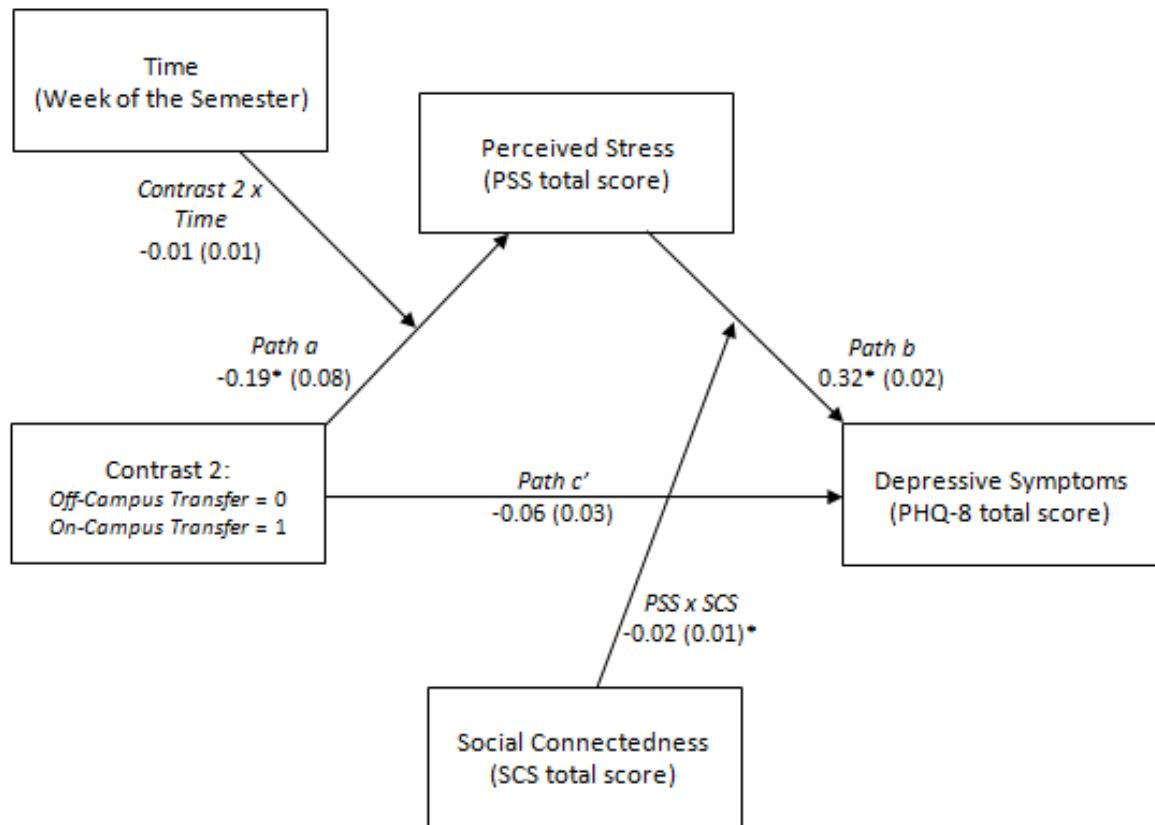 Time
(Week of the Semester)
Perceived Stress
(PSS total score)
Contrast 2 x
Time
-0.01 (0.01)
Path a
-0.19* (0.08)
Path b
0.32* (0.02)
Contrast 2:
Off-Campus Transfer = 0
On-Campus Transfer = 1
Path c’
-0.06 (0.03)
Depressive Symptoms
(PHQ-8 total score)
PSS x SCS
-0.02 (0.01)*
Social Connectedness
(SCS total score)